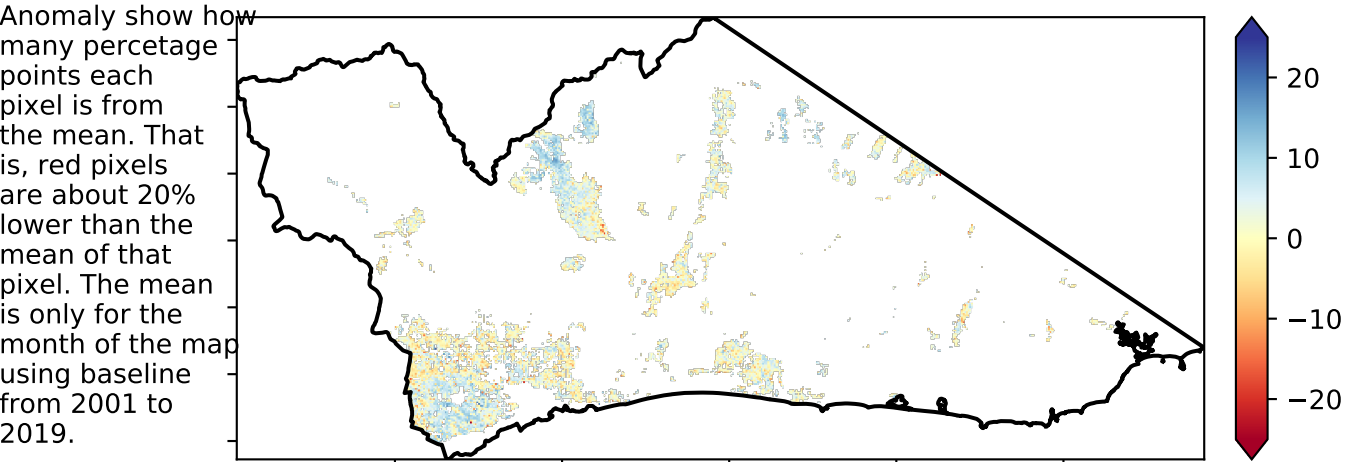 Anomaly show how
many percetage
points each
pixel is from
the mean. That
is, red pixels
are about 20%
lower than the
mean of that
pixel. The mean
is only for the
month of the map
using baseline
from 2001 to
2019.
20
10
0
−10
−20